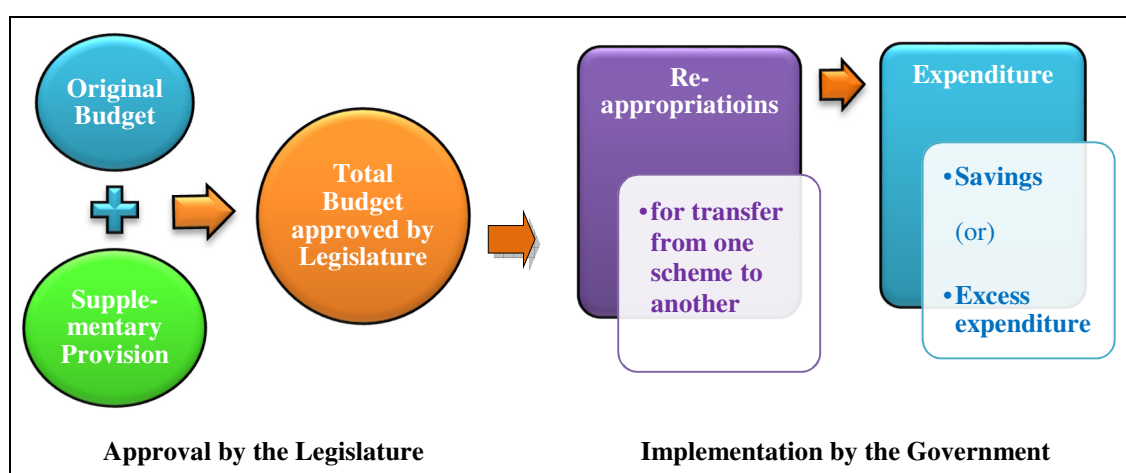 Original
Budget
Supple-
mentary
Provision
Total
Budget
approved by
Legislature
Re-
appropriatioins
•for transfer
from one
scheme to
another
Expenditure
•Savings
(or)
•Excess
expenditure
Approval by the Legislature
Implementation by the Government